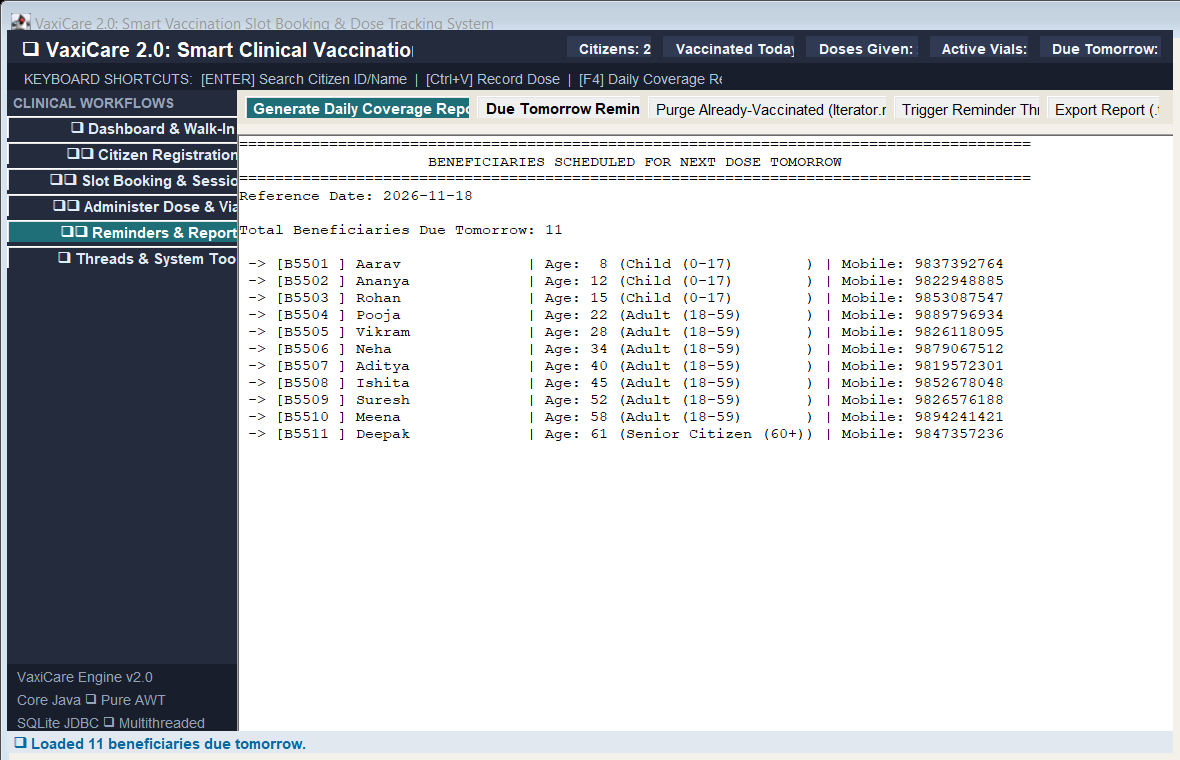 VaxiCare 2.0: Smart Vaccination Slot Booking & Dose Tracking System
❑ VaxiCare 2.0: Smart Clinical Vaccination
Citizens: 2
Vaccinated Today
Doses Given:
Active Vials:
Due Tomorrow:
KEYBOARD SHORTCUTS: [ENTER] Search Citizen ID/Name | [Ctrl+V] Record Dose | [F4] Daily Coverage Re
CLINICAL WORKFLOWS
❑ Dashboard & Walk-In
❑❑ Citizen Registration
❑❑ Slot Booking & Sessio
❑❑ Administer Dose & Via
❑❑ Reminders & Report
❑ Threads & System Too
VaxiCare Engine v2.0
Core Java ❑ Pure AWT
SQLite JDBC ❑ Multithreaded
Generate Daily Coverage Repo
Due Tomorrow Remin
Purge Already-Vaccinated (Iterator.r
Trigger Reminder Thr
Export Report (.
========================================================================================
BENEFICIARIES SCHEDULED FOR NEXT DOSE TOMORROW
========================================================================================
Reference Date: 2026-11-18
Total Beneficiaries Due Tomorrow: 11
-> [B5501 ] Aarav | Age: 8 (Child (0-17) ) | Mobile: 9837392764
-> [B5502 ] Ananya | Age: 12 (Child (0-17) ) | Mobile: 9822948885
-> [B5503 ] Rohan | Age: 15 (Child (0-17) ) | Mobile: 9853087547
-> [B5504 ] Pooja | Age: 22 (Adult (18-59) ) | Mobile: 9889796934
-> [B5505 ] Vikram | Age: 28 (Adult (18-59) ) | Mobile: 9826118095
-> [B5506 ] Neha | Age: 34 (Adult (18-59) ) | Mobile: 9879067512
-> [B5507 ] Aditya | Age: 40 (Adult (18-59) ) | Mobile: 9819572301
-> [B5508 ] Ishita | Age: 45 (Adult (18-59) ) | Mobile: 9852678048
-> [B5509 ] Suresh | Age: 52 (Adult (18-59) ) | Mobile: 9826576188
-> [B5510 ] Meena | Age: 58 (Adult (18-59) ) | Mobile: 9894241421
-> [B5511 ] Deepak | Age: 61 (Senior Citizen (60+)) | Mobile: 9847357236
❑ Loaded 11 beneficiaries due tomorrow.